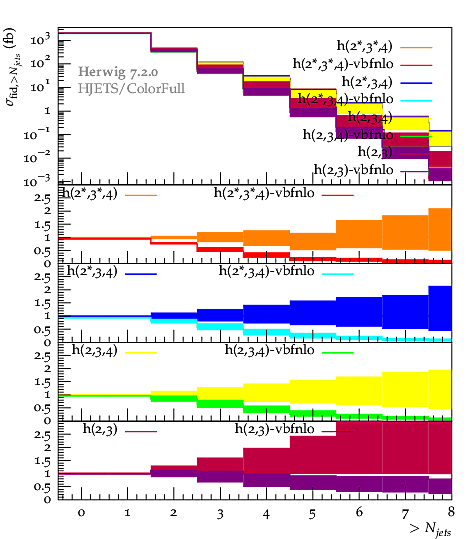 σfid,>Njets (fb)
10³
10²
10¹
1
10⁻¹
10⁻²
10⁻³
Herwig 7.2.0
HJETS/ColorFull
h(2*,3*,4)
h(2*,3*,4)-vbfnlo
h(2*,3,4)
h(2*,3,4)-vbfnlo
h(2,3,4)
h(2,3,4)-vbfnlo
h(2,3)
h(2,3)-vbfnlo
h(2*,3*,4) h(2*,3*,4)-vbfnlo
2.5
2
1.5
1
0.5
0
h(2*,3,4) h(2*,3,4)-vbfnlo
2.5
2
1.5
1
0.5
0
h(2,3,4) h(2,3,4)-vbfnlo
2.5
2
1.5
1
0.5
0
h(2,3) h(2,3)-vbfnlo
2.5
2
1.5
1
0.5
0
0 1 2 3 4 5 6 7 8
> Njets